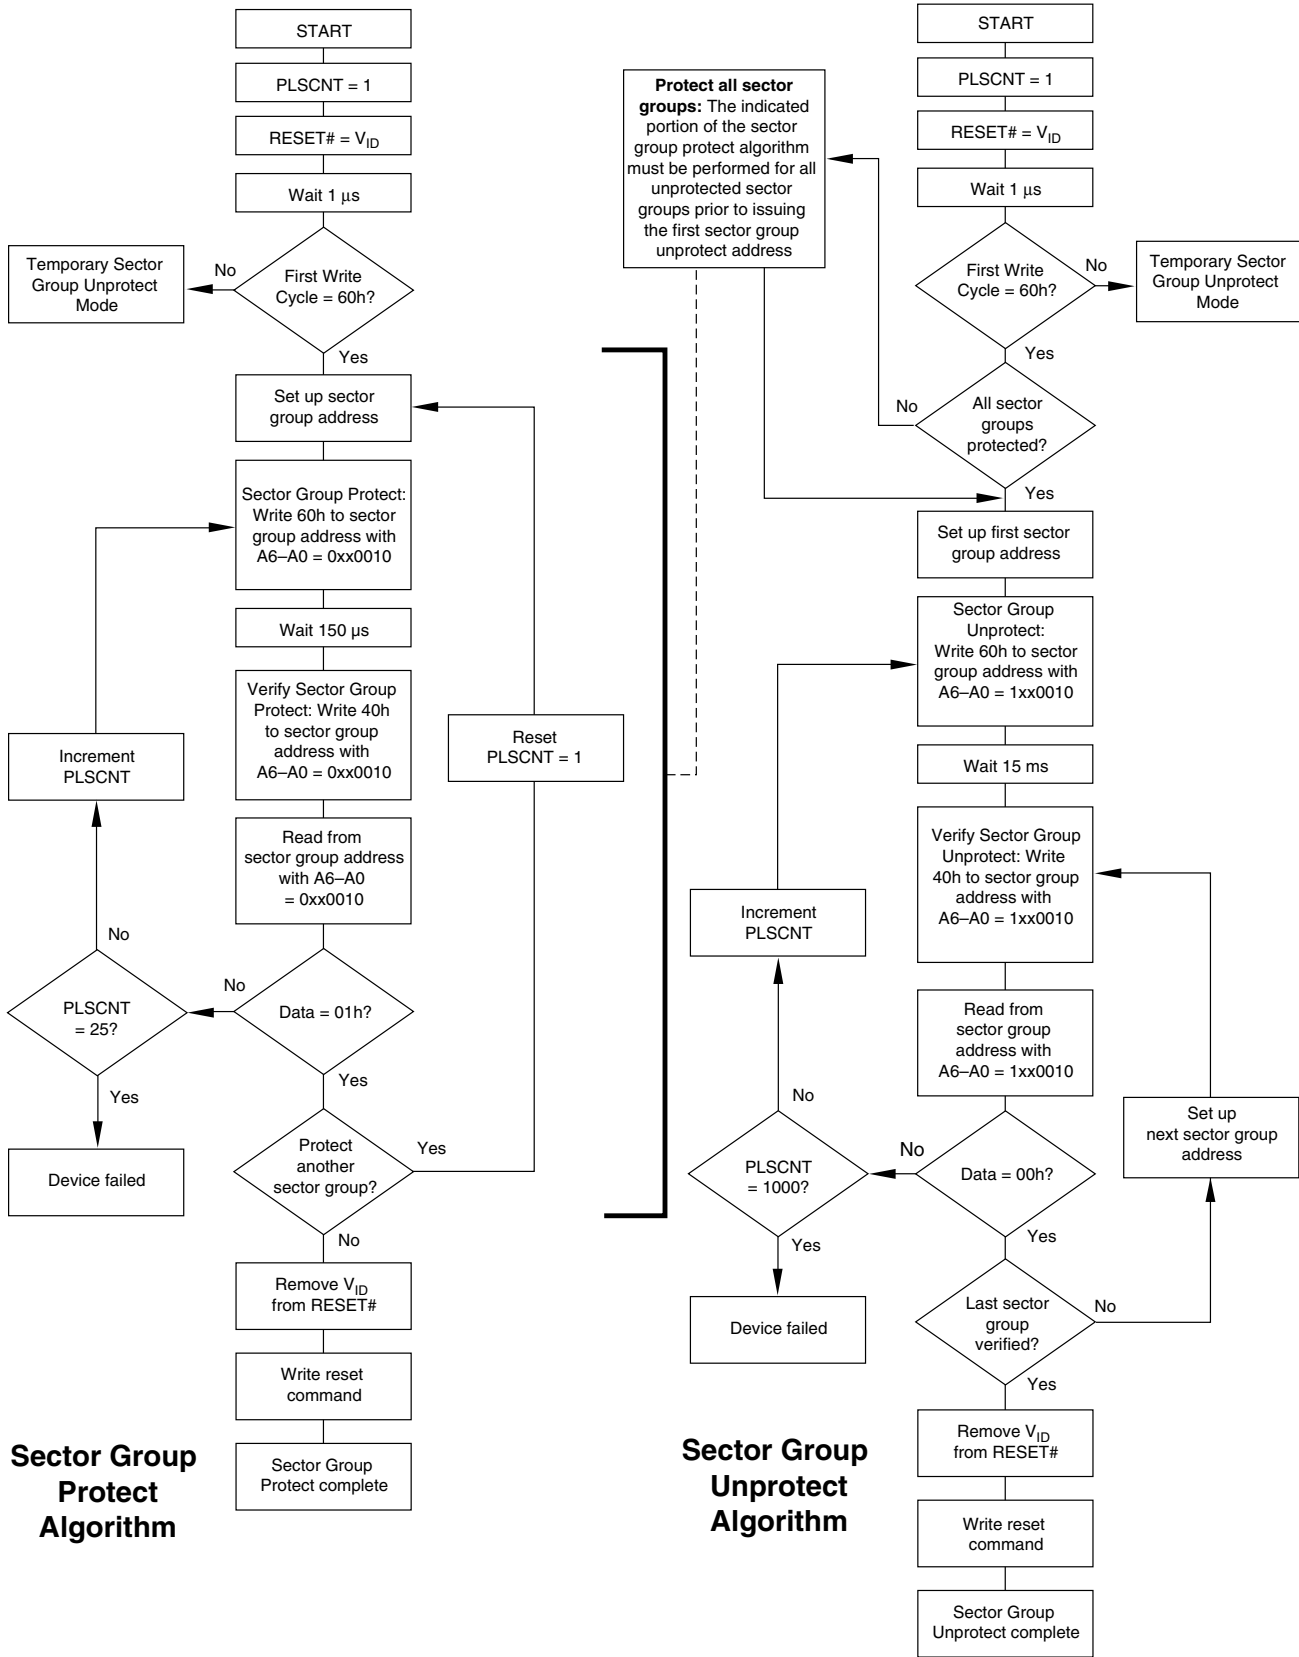 START
PLSCNT = 1
RESET# = VID
Wait 1 μs
First Write
Cycle = 60h?
No
Temporary Sector
Group Unprotect
Mode
Yes
Set up sector
group address
Sector Group Protect:
Write 60h to sector
group address with
A6–A0 = 0xx0010
Wait 150 µs
Verify Sector Group
Protect: Write 40h
to sector group
address with
A6–A0 = 0xx0010
Read from
sector group address
with A6–A0
= 0xx0010
Data = 01h?
No
PLSCNT
= 25?
No
Increment
PLSCNT
Yes
Device failed
Yes
Protect
another
sector group?
Yes
Reset
PLSCNT = 1
No
Remove VID
from RESET#
Write reset
command
Sector Group
Protect complete
Sector Group
Protect
Algorithm
Protect all sector
groups: The indicated
portion of the sector
group protect algorithm
must be performed for all
unprotected sector
groups prior to issuing
the first sector group
unprotect address
START
PLSCNT = 1
RESET# = VID
Wait 1 μs
First Write
Cycle = 60h?
No
Temporary Sector
Group Unprotect
Mode
Yes
All sector
groups
protected?
No
Yes
Set up first sector
group address
Sector Group
Unprotect:
Write 60h to sector
group address with
A6–A0 = 1xx0010
Wait 15 ms
Verify Sector Group
Unprotect: Write
40h to sector group
address with
A6–A0 = 1xx0010
Read from
sector group
address with
A6–A0 = 1xx0010
Data = 00h?
No
PLSCNT
= 1000?
No
Increment
PLSCNT
Yes
Device failed
Yes
Last sector
group
verified?
No
Set up
next sector group
address
Yes
Remove VID
from RESET#
Write reset
command
Sector Group
Unprotect complete
Sector Group
Unprotect
Algorithm